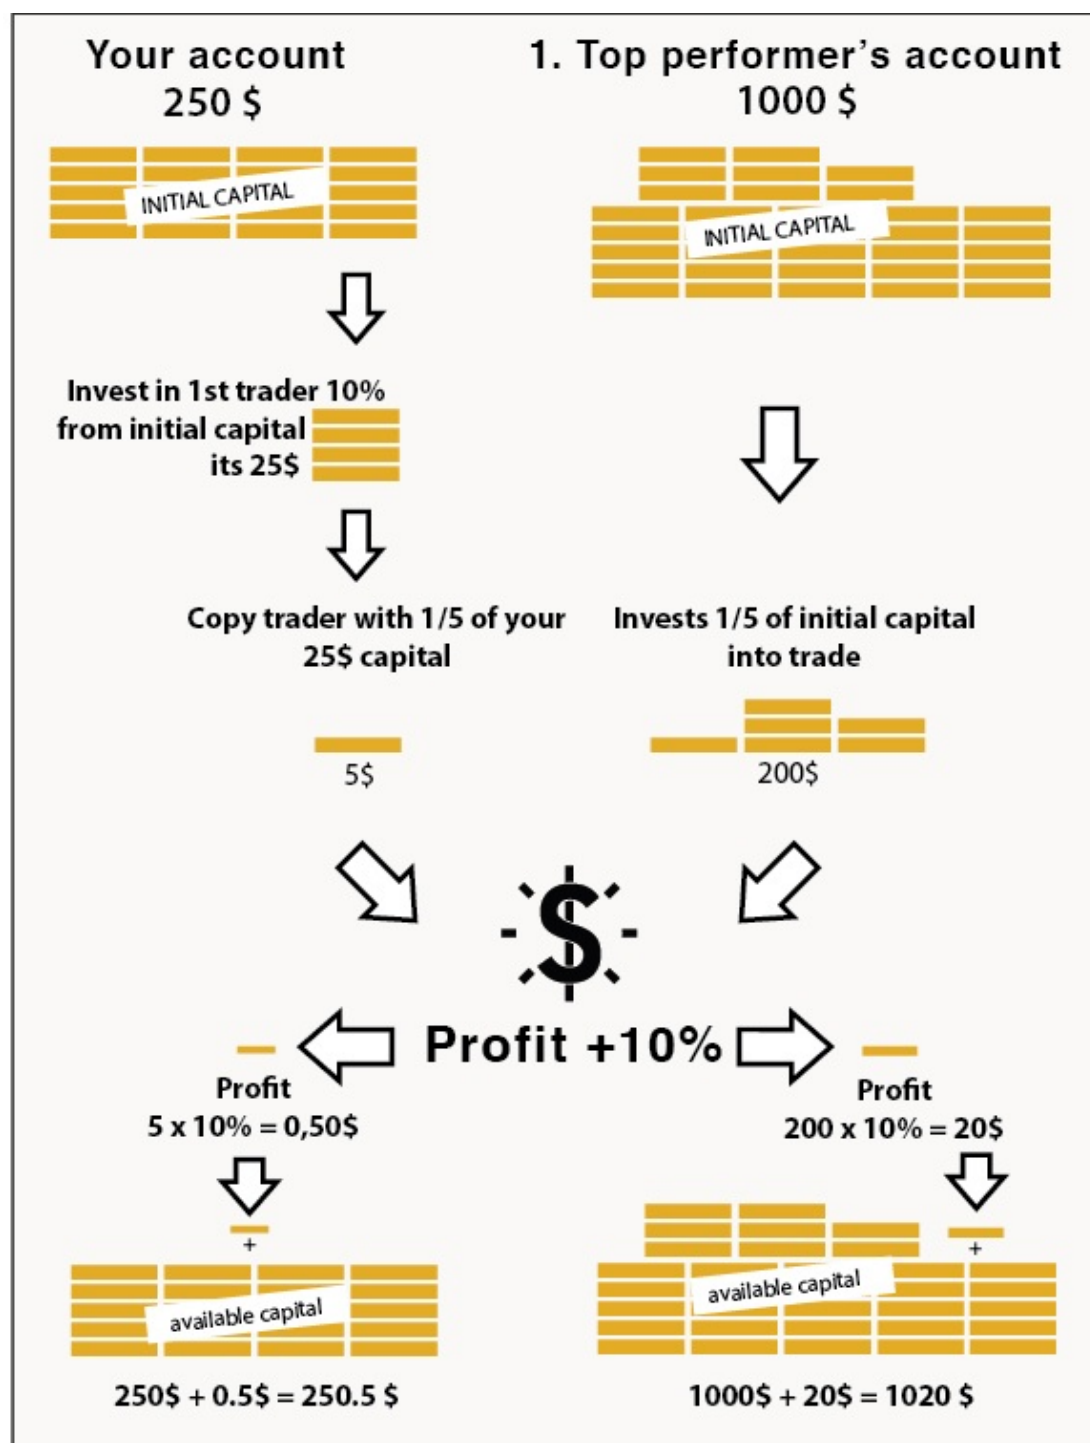 Your account
250 $
INITIAL CAPITAL
Invest in 1st trader 10%
from initial capital
its 25$
Copy trader with 1/5 of your
25$ capital
5$
1. Top performer's account
1000 $
INITIAL CAPITAL
Invests 1/5 of initial capital
into trade
200$
$
Profit +10%
Profit
5 x 10% = 0,50$
+
available capital
250$ + 0.5$ = 250.5 $
Profit
200 x 10% = 20$
+
available capital
1000$ + 20$ = 1020 $